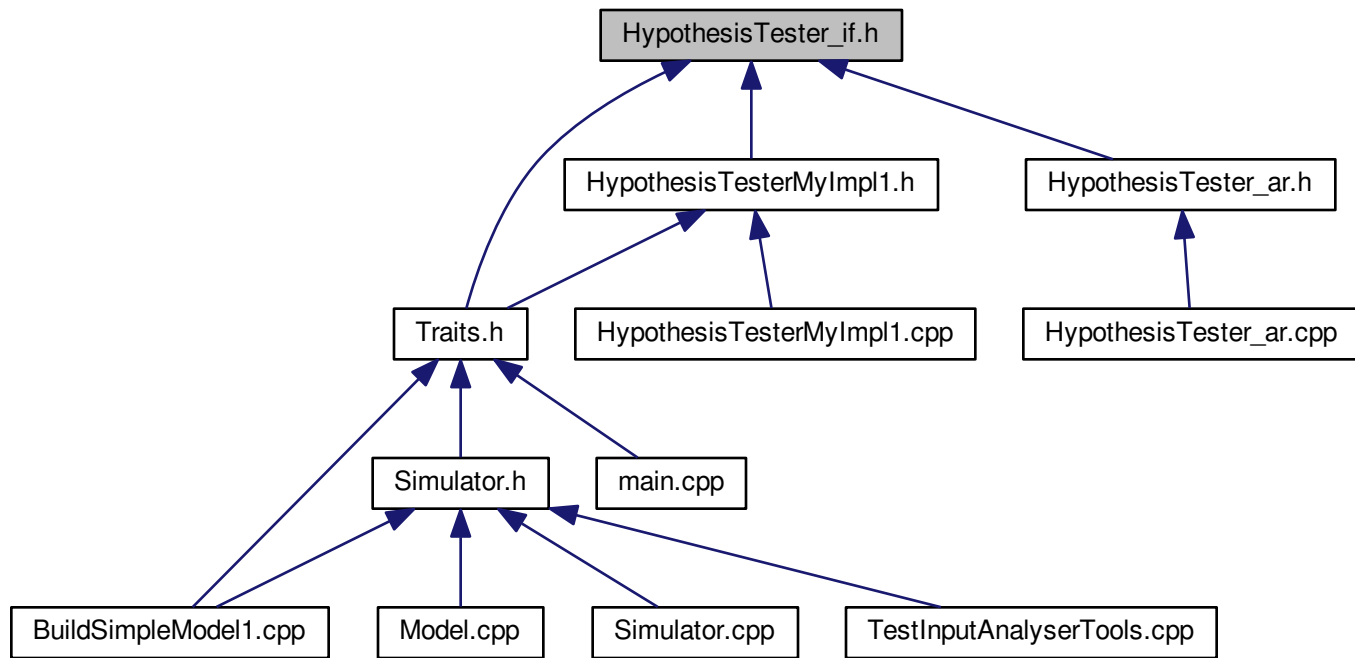 HypothesisTester_if.h
HypothesisTesterMyImpl1.h
HypothesisTester_ar.h
Traits.h
HypothesisTesterMyImpl1.cpp
HypothesisTester_ar.cpp
Simulator.h
main.cpp
BuildSimpleModel1.cpp
Model.cpp
Simulator.cpp
TestInputAnalyserTools.cpp